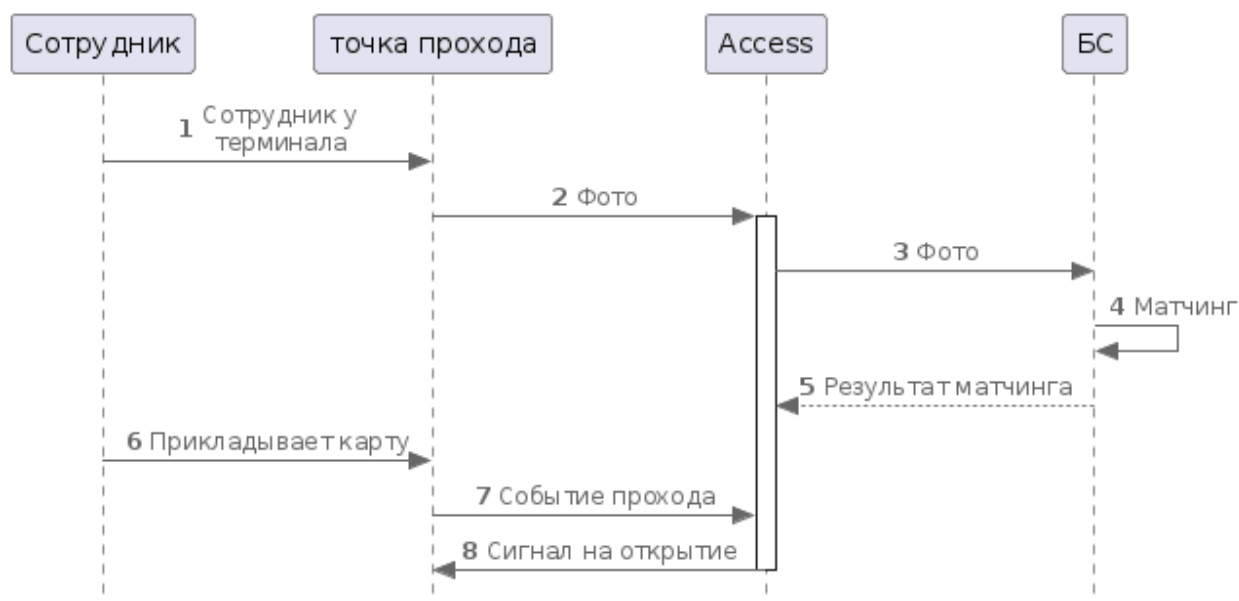 Сотрудник
точка прохода
Access
БС
1 Сотрудник у
терминала
2 Фото
3 Фото
4 Матчинг
5 Результат матчинга
6 Прикладывает карту
7 Событие прохода
8 Сигнал на открытие